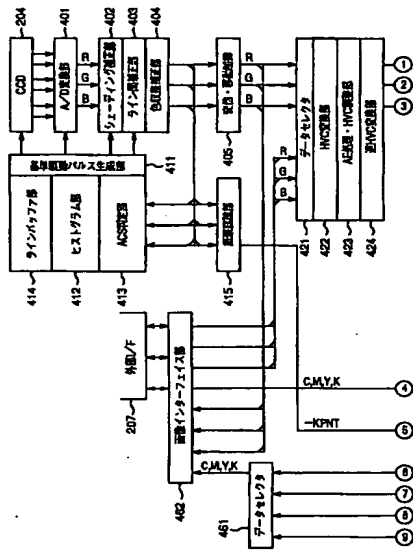 204
401
402
403
404
CCD
A/D変換部
シェーディング補正部
ライン間補正部
色収差補正部
R
G
B
R
G
B
変倍・移動処理部
405
基準駆動パルス生成部
411
ラインバッファ部
ヒストグラム部
ACS判定部
414
412
413
415
R
G
B
データセレクタ
HVC変換部
AE処理・HVC調整部
逆HVC変換部
421
422
423
424
1
2
3
外部I/F
207
画像インターフェイス部
462
C,M,Y,K
4
-KPNT
5
C,M,Y,K
データセレクタ
461
6
7
8
9